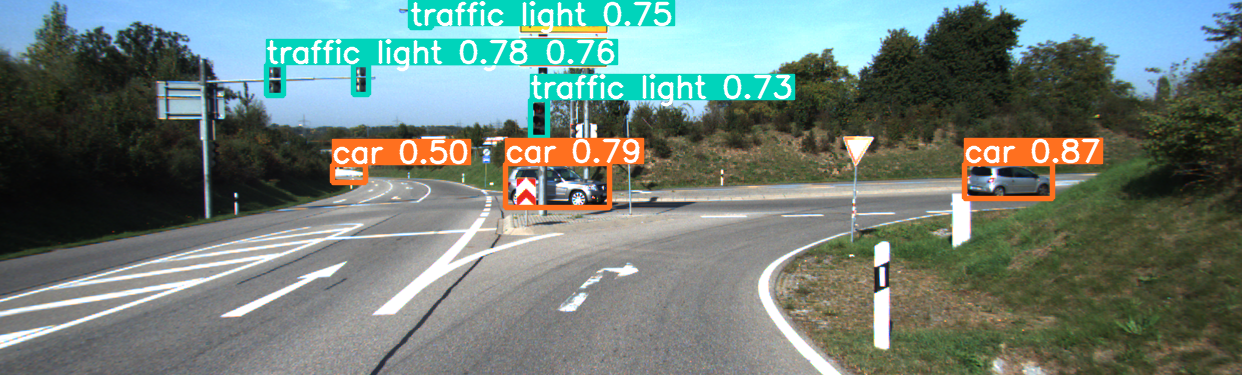 traffic light 0.75
traffic light 0.78 0.76
traffic light 0.73
car 0.50
car 0.79
car 0.87